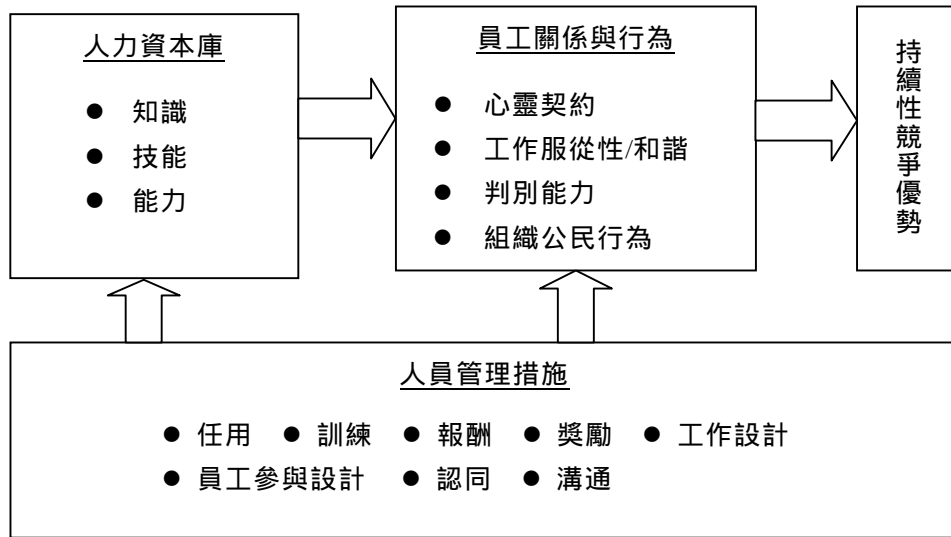 人力資本庫
● 知識
● 技能
● 能力
員工關係與行為
● 心靈契約
● 工作服從性/和諧
● 判別能力
● 組織公民行為
持續性競爭優勢
人員管理措施
● 任用 ● 訓練 ● 報酬 ● 獎勵 ● 工作設計
● 員工參與設計 ● 認同 ● 溝通